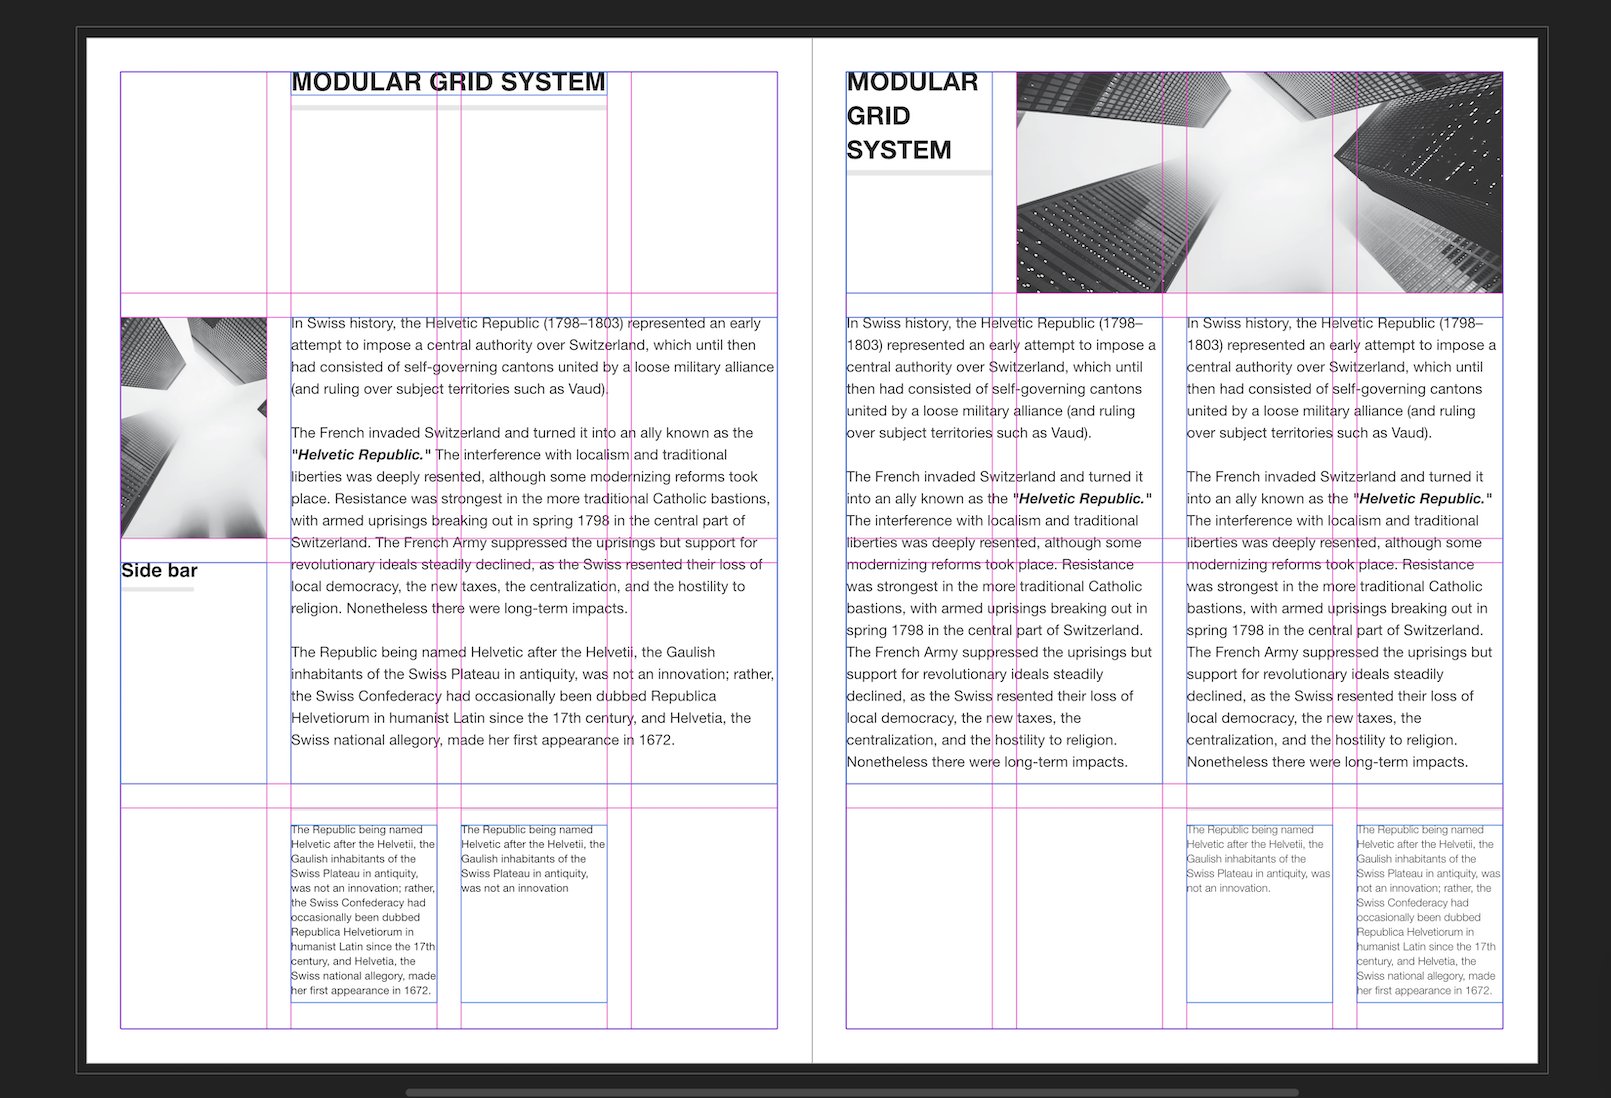 MODULAR GRID SYSTEM
In Swiss history, the Helvetic Republic (1798–1803) represented an early
attempt to impose a central authority over Switzerland, which until then
had consisted of self-governing cantons united by a loose military alliance
(and ruling over subject territories such as Vaud).
The French invaded Switzerland and turned it into an ally known as the
"Helvetic Republic." The interference with localism and traditional
liberties was deeply resented, although some modernizing reforms took
place. Resistance was strongest in the more traditional Catholic bastions,
with armed uprisings breaking out in spring 1798 in the central part of
Switzerland. The French Army suppressed the uprisings but support for
revolutionary ideals steadily declined, as the Swiss resented their loss of
local democracy, the new taxes, the centralization, and the hostility to
religion. Nonetheless there were long-term impacts.
The Republic being named Helvetic after the Helvetii, the Gaulish
inhabitants of the Swiss Plateau in antiquity, was not an innovation; rather,
the Swiss Confederacy had occasionally been dubbed Republica
Helvetiorum in humanist Latin since the 17th century, and Helvetia, the
Swiss national allegory, made her first appearance in 1672.
Side bar
The Republic being named
Helvetic after the Helvetii, the
Gaulish inhabitants of the
Swiss Plateau in antiquity,
was not an innovation; rather,
the Swiss Confederacy had
occasionally been dubbed
Republica Helvetiorum in
humanist Latin since the 17th
century, and Helvetia, the
Swiss national allegory, made
her first appearance in 1672.
The Republic being named
Helvetic after the Helvetii, the
Gaulish inhabitants of the
Swiss Plateau in antiquity,
was not an innovation
MODULAR
GRID
SYSTEM
In Swiss history, the Helvetic Republic (1798–
1803) represented an early attempt to impose a
central authority over Switzerland, which until
then had consisted of self-governing cantons
united by a loose military alliance (and ruling
over subject territories such as Vaud).
The French invaded Switzerland and turned it
into an ally known as the "Helvetic Republic."
The interference with localism and traditional
liberties was deeply resented, although some
modernizing reforms took place. Resistance
was strongest in the more traditional Catholic
bastions, with armed uprisings breaking out in
spring 1798 in the central part of Switzerland.
The French Army suppressed the uprisings but
support for revolutionary ideals steadily
declined, as the Swiss resented their loss of
local democracy, the new taxes, the
centralization, and the hostility to religion.
Nonetheless there were long-term impacts.
In Swiss history, the Helvetic Republic (1798–
1803) represented an early attempt to impose a
central authority over Switzerland, which until
then had consisted of self-governing cantons
united by a loose military alliance (and ruling
over subject territories such as Vaud).
The French invaded Switzerland and turned it
into an ally known as the "Helvetic Republic."
The interference with localism and traditional
liberties was deeply resented, although some
modernizing reforms took place. Resistance
was strongest in the more traditional Catholic
bastions, with armed uprisings breaking out in
spring 1798 in the central part of Switzerland.
The French Army suppressed the uprisings but
support for revolutionary ideals steadily
declined, as the Swiss resented their loss of
local democracy, the new taxes, the
centralization, and the hostility to religion.
Nonetheless there were long-term impacts.
The Republic being named
Helvetic after the Helvetii, the
Gaulish inhabitants of the
Swiss Plateau in antiquity, was
not an innovation.
The Republic being named
Helvetic after the Helvetii, the
Gaulish inhabitants of the
Swiss Plateau in antiquity, was
not an innovation; rather, the
Swiss Confederacy had
occasionally been dubbed
Republica Helvetiorum in
humanist Latin since the 17th
century, and Helvetia, the
Swiss national allegory, made
her first appearance in 1672.